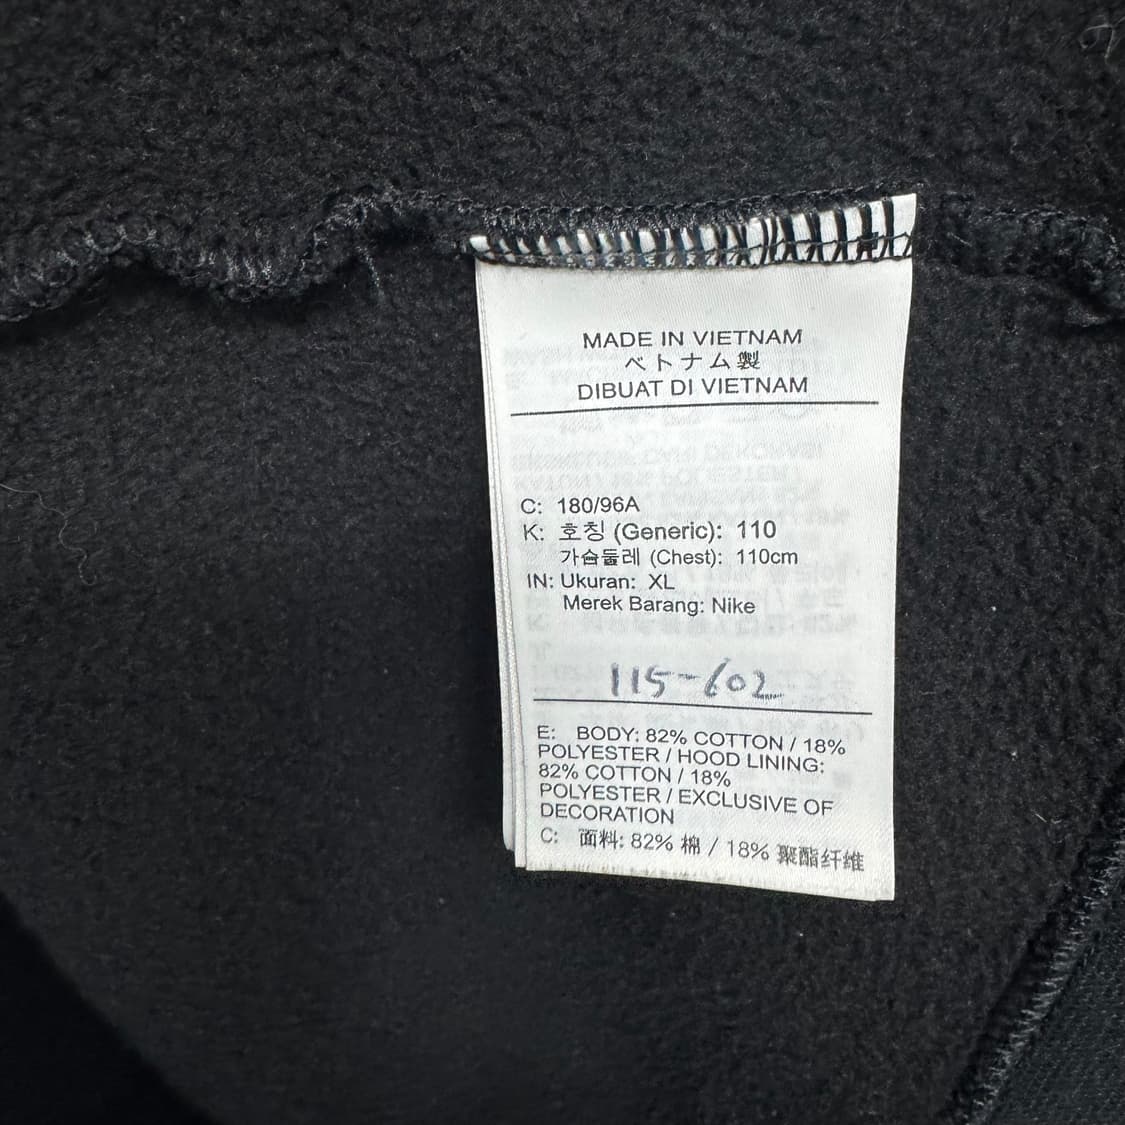 MADE IN VIETNAM
ベトナム製
DIBUAT DI VIETNAM
C: 180/96A
K: 호칭 (Generic): 110
가슴둘레 (Chest): 110cm
IN: Ukuran: XL
Merek Barang: Nike
115-602
E: BODY: 82% COTTON / 18%
POLYESTER / HOOD LINING:
82% COTTON / 18%
POLYESTER / EXCLUSIVE OF
DECORATION
C: 面料: 82% 棉 / 18% 聚酯纤维